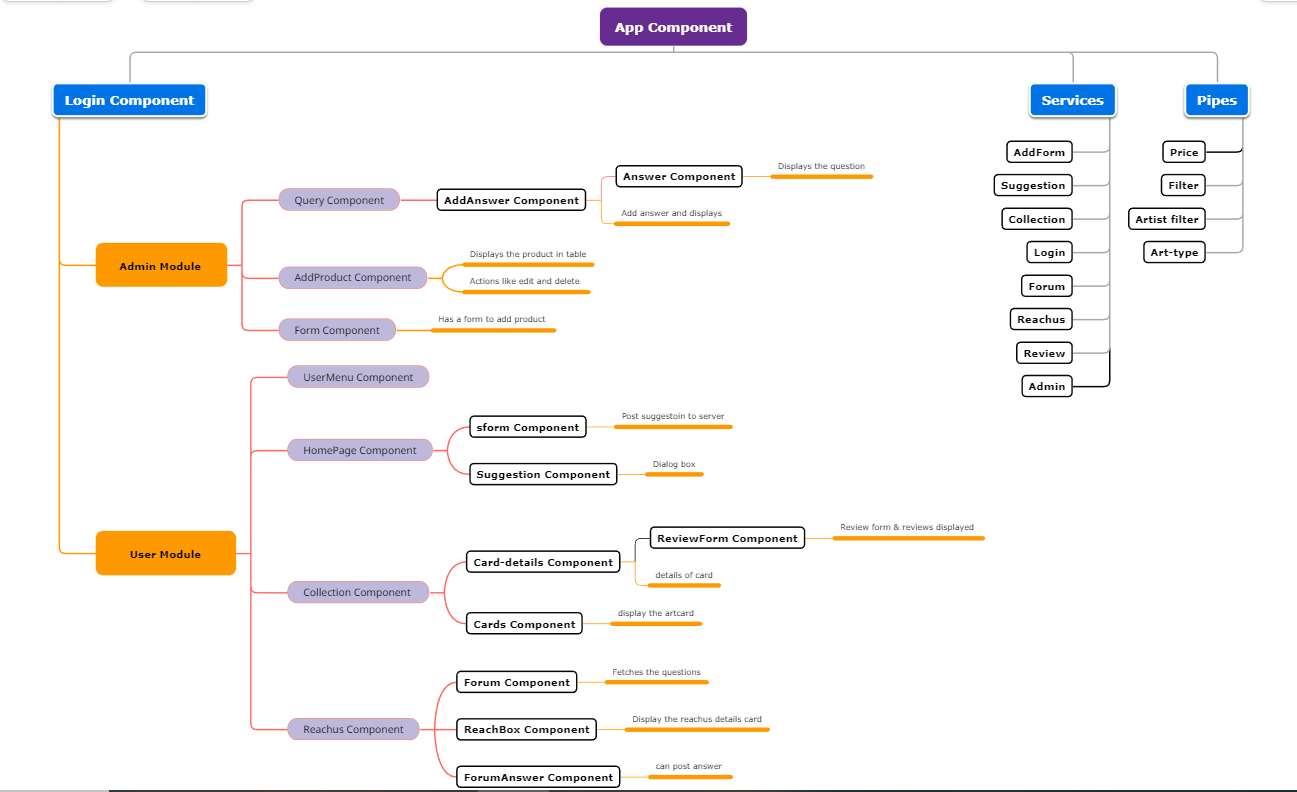 App Component
Login Component
Services
Pipes
Admin Module
Query Component
AddAnswer Component
Answer Component
Displays the question
Add answer and displays
AddProduct Component
Displays the product in table
Actions like edit and delete
Form Component
Has a form to add product
User Module
UserMenu Component
HomePage Component
sform Component
Post suggestoin to server
Suggestion Component
Dialog box
Collection Component
Card-details Component
ReviewForm Component
Review form & reviews displayed
details of card
Cards Component
display the artcard
Reachus Component
Forum Component
Fetches the questions
ReachBox Component
Display the reachus details card
ForumAnswer Component
can post answer
AddForm
Suggestion
Collection
Login
Forum
Reachus
Review
Admin
Price
Filter
Artist filter
Art-type